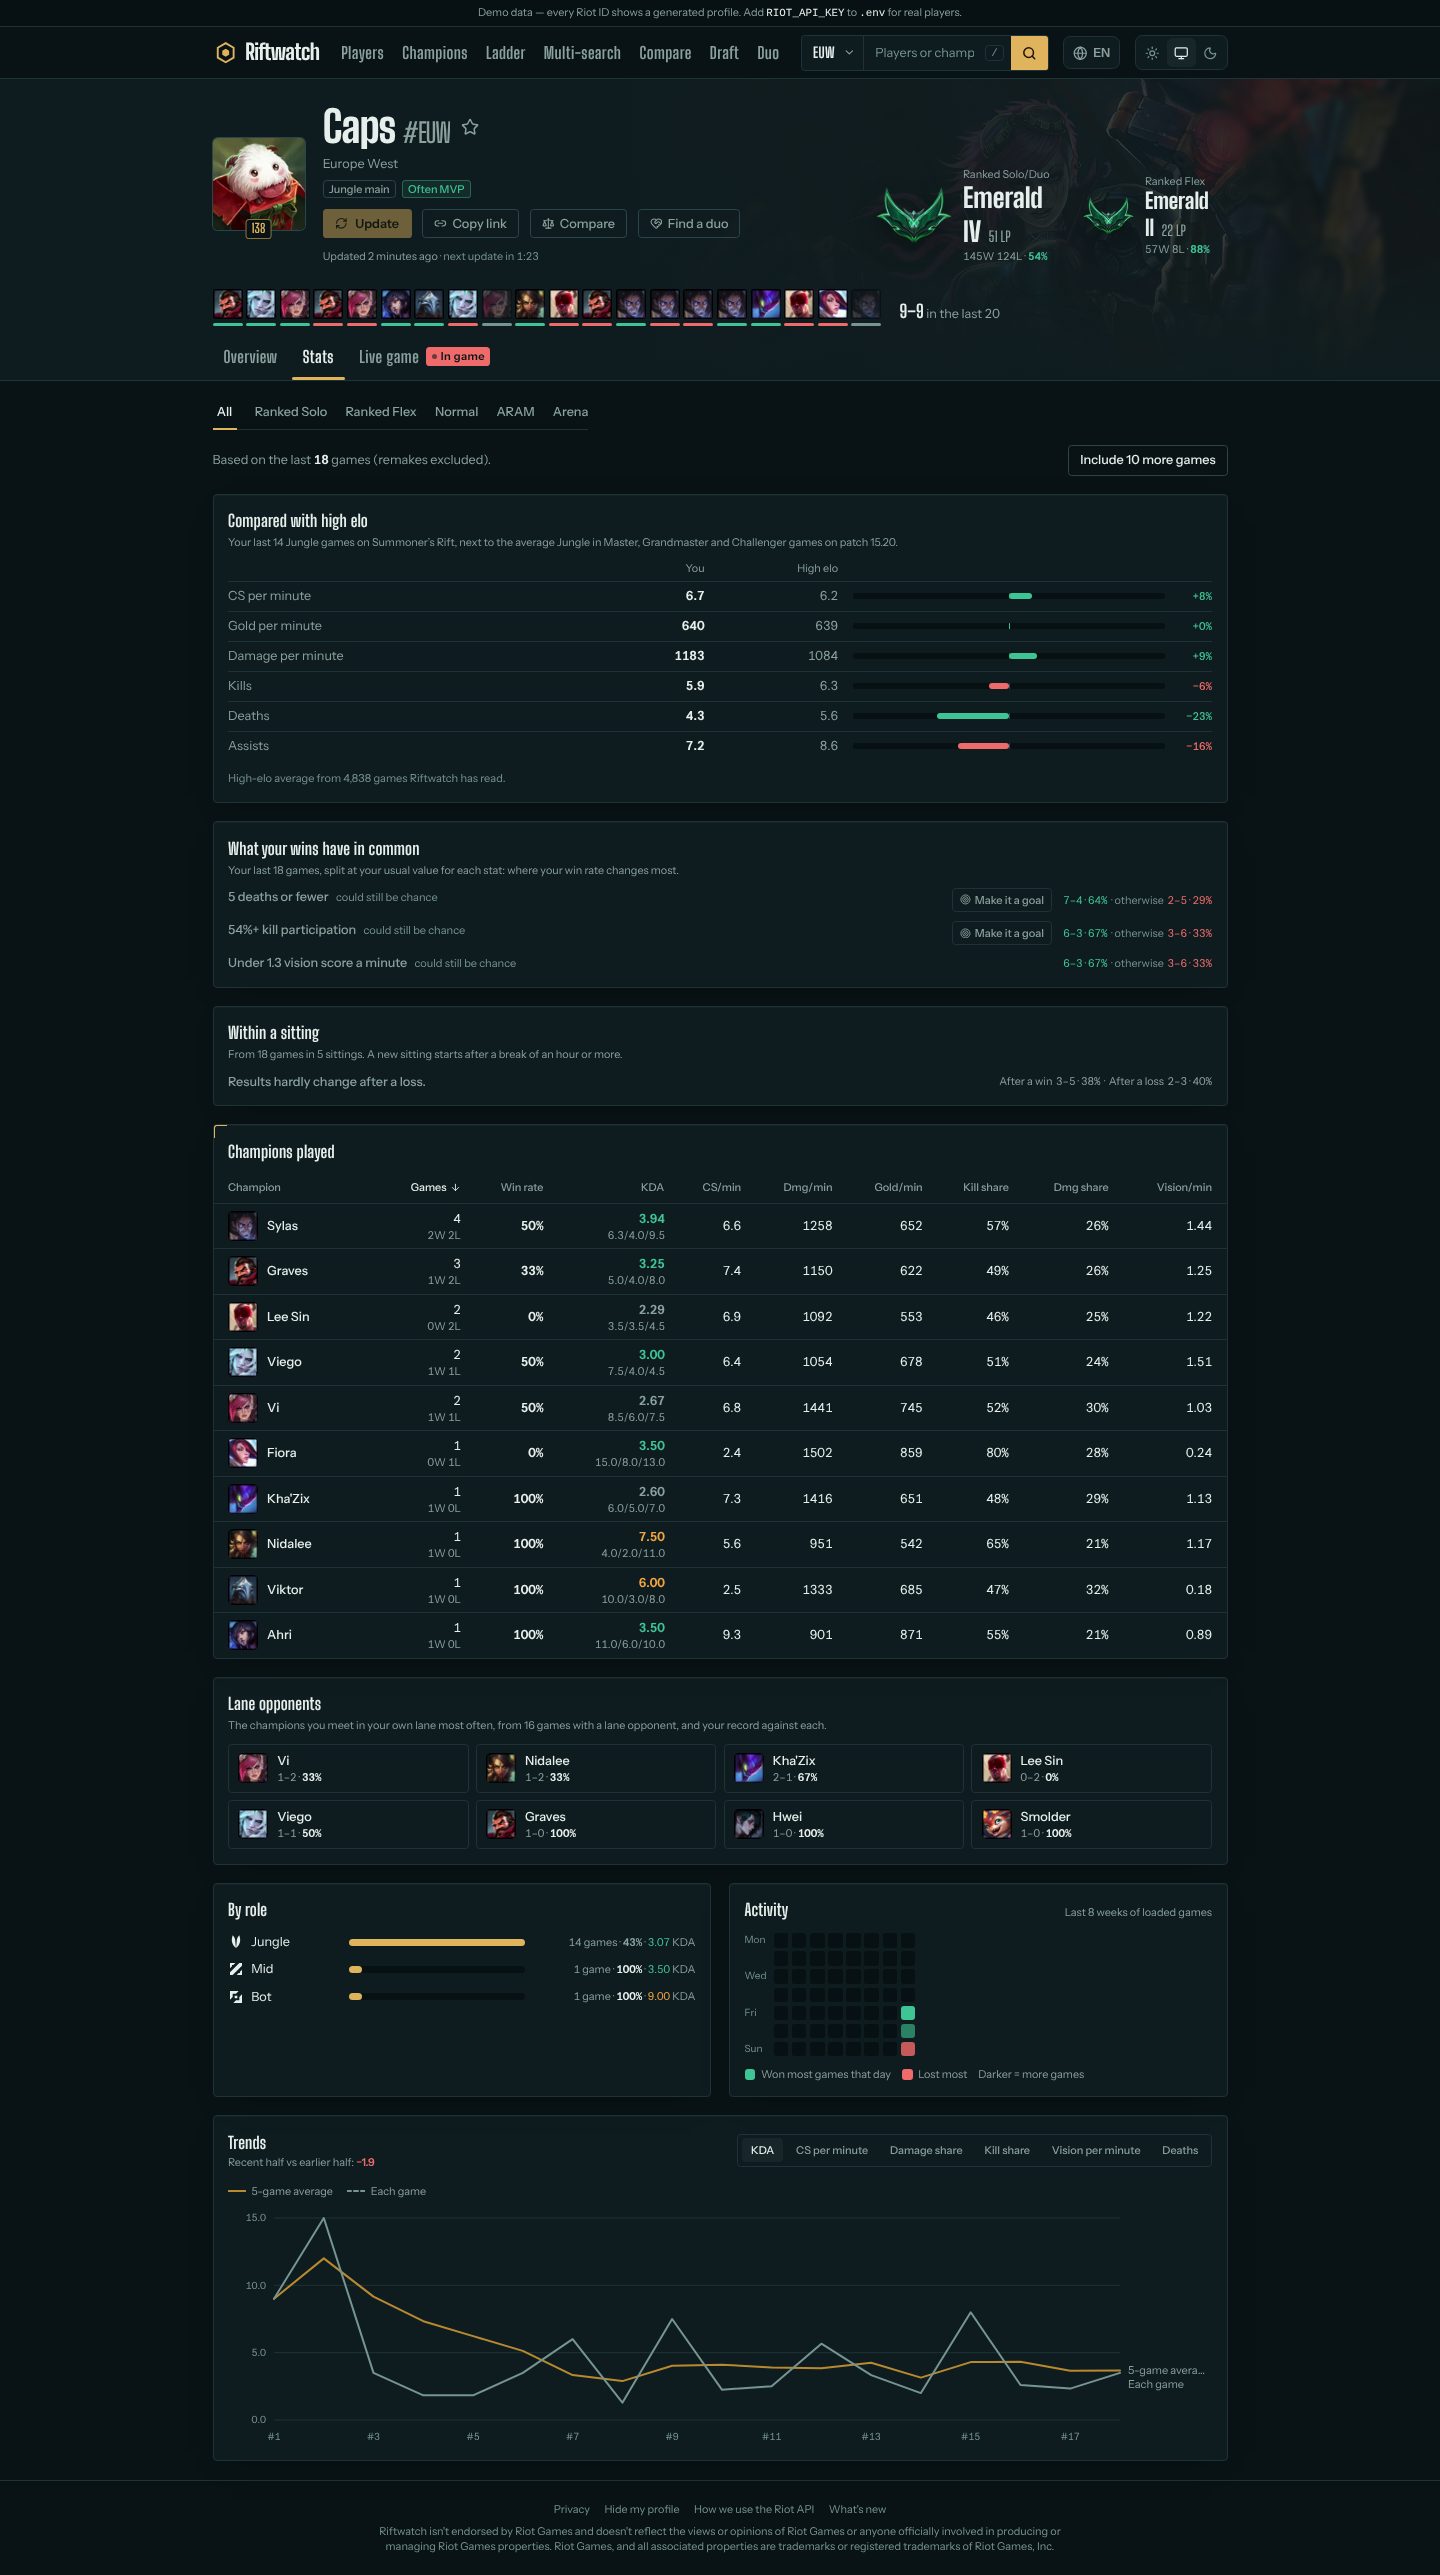 Demo data — every Riot ID shows a generated profile. Add RIOT_API_KEY to .env for real players.
Riftwatch Players Champions Ladder Multi-search Compare Draft Duo EUW Players or champ / EN
Caps #EUW
Europe West
Jungle main Often MVP
Update Copy link Compare Find a duo
Updated 2 minutes ago · next update in 1:23
138
Ranked Solo/Duo
Emerald
IV 51 LP
145W 124L · 54%
Ranked Flex
Emerald
II 22 LP
57W 8L · 88%
9–9 in the last 20
Overview Stats Live game In game
All Ranked Solo Ranked Flex Normal ARAM Arena
Based on the last 18 games (remakes excluded). Include 10 more games
Compared with high elo
Your last 14 Jungle games on Summoner's Rift, next to the average Jungle in Master, Grandmaster and Challenger games on patch 15.20.
You High elo
CS per minute 6.7 6.2 +8%
Gold per minute 640 639 +0%
Damage per minute 1183 1084 +9%
Kills 5.9 6.3 −6%
Deaths 4.3 5.6 −23%
Assists 7.2 8.6 −16%
High-elo average from 4,838 games Riftwatch has read.
What your wins have in common
Your last 18 games, split at your usual value for each stat: where your win rate changes most.
5 deaths or fewer could still be chance Make it a goal 7–4 · 64% · otherwise 2–5 · 29%
54%+ kill participation could still be chance Make it a goal 6–3 · 67% · otherwise 3–6 · 33%
Under 1.3 vision score a minute could still be chance 6–3 · 67% · otherwise 3–6 · 33%
Within a sitting
From 18 games in 5 sittings. A new sitting starts after a break of an hour or more.
Results hardly change after a loss. After a win 3–5 · 38% · After a loss 2–3 · 40%
Champions played
Champion Games ↓ Win rate KDA CS/min Dmg/min Gold/min Kill share Dmg share Vision/min
Sylas 4 2W 2L 50% 3.94 6.3/4.0/9.5 6.6 1258 652 57% 26% 1.44
Graves 3 1W 2L 33% 3.25 5.0/4.0/8.0 7.4 1150 622 49% 26% 1.25
Lee Sin 2 0W 2L 0% 2.29 3.5/3.5/4.5 6.9 1092 553 46% 25% 1.22
Viego 2 1W 1L 50% 3.00 7.5/4.0/4.5 6.4 1054 678 51% 24% 1.51
Vi 2 1W 1L 50% 2.67 8.5/6.0/7.5 6.8 1441 745 52% 30% 1.03
Fiora 1 0W 1L 0% 3.50 15.0/8.0/13.0 2.4 1502 859 80% 28% 0.24
Kha'Zix 1 1W 0L 100% 2.60 6.0/5.0/7.0 7.3 1416 651 48% 29% 1.13
Nidalee 1 1W 0L 100% 7.50 4.0/2.0/11.0 5.6 951 542 65% 21% 1.17
Viktor 1 1W 0L 100% 6.00 10.0/3.0/8.0 2.5 1333 685 47% 32% 0.18
Ahri 1 1W 0L 100% 3.50 11.0/6.0/10.0 9.3 901 871 55% 21% 0.89
Lane opponents
The champions you meet in your own lane most often, from 16 games with a lane opponent, and your record against each.
Vi Nidalee Kha'Zix Lee Sin
1–2 · 33% 1–2 · 33% 2–1 · 67% 0–2 · 0%
Viego Graves Hwei Smolder
1–1 · 50% 1–0 · 100% 1–0 · 100% 1–0 · 100%
By role
Jungle 14 games · 43% · 3.07 KDA
Mid 1 game · 100% · 3.50 KDA
Bot 1 game · 100% · 9.00 KDA
Activity Last 8 weeks of loaded games
Mon
Wed
Fri
Sun
Won most games that day Lost most Darker = more games
Trends
Recent half vs earlier half: −1.9
KDA CS per minute Damage share Kill share Vision per minute Deaths
5-game average Each game
15.0
10.0
5.0
0.0
5-game avera...
Each game
#1 #3 #5 #7 #9 #11 #13 #15 #17
Privacy Hide my profile How we use the Riot API What's new
Riftwatch isn't endorsed by Riot Games and doesn't reflect the views or opinions of Riot Games or anyone officially involved in producing or
managing Riot Games properties. Riot Games, and all associated properties are trademarks or registered trademarks of Riot Games, Inc.